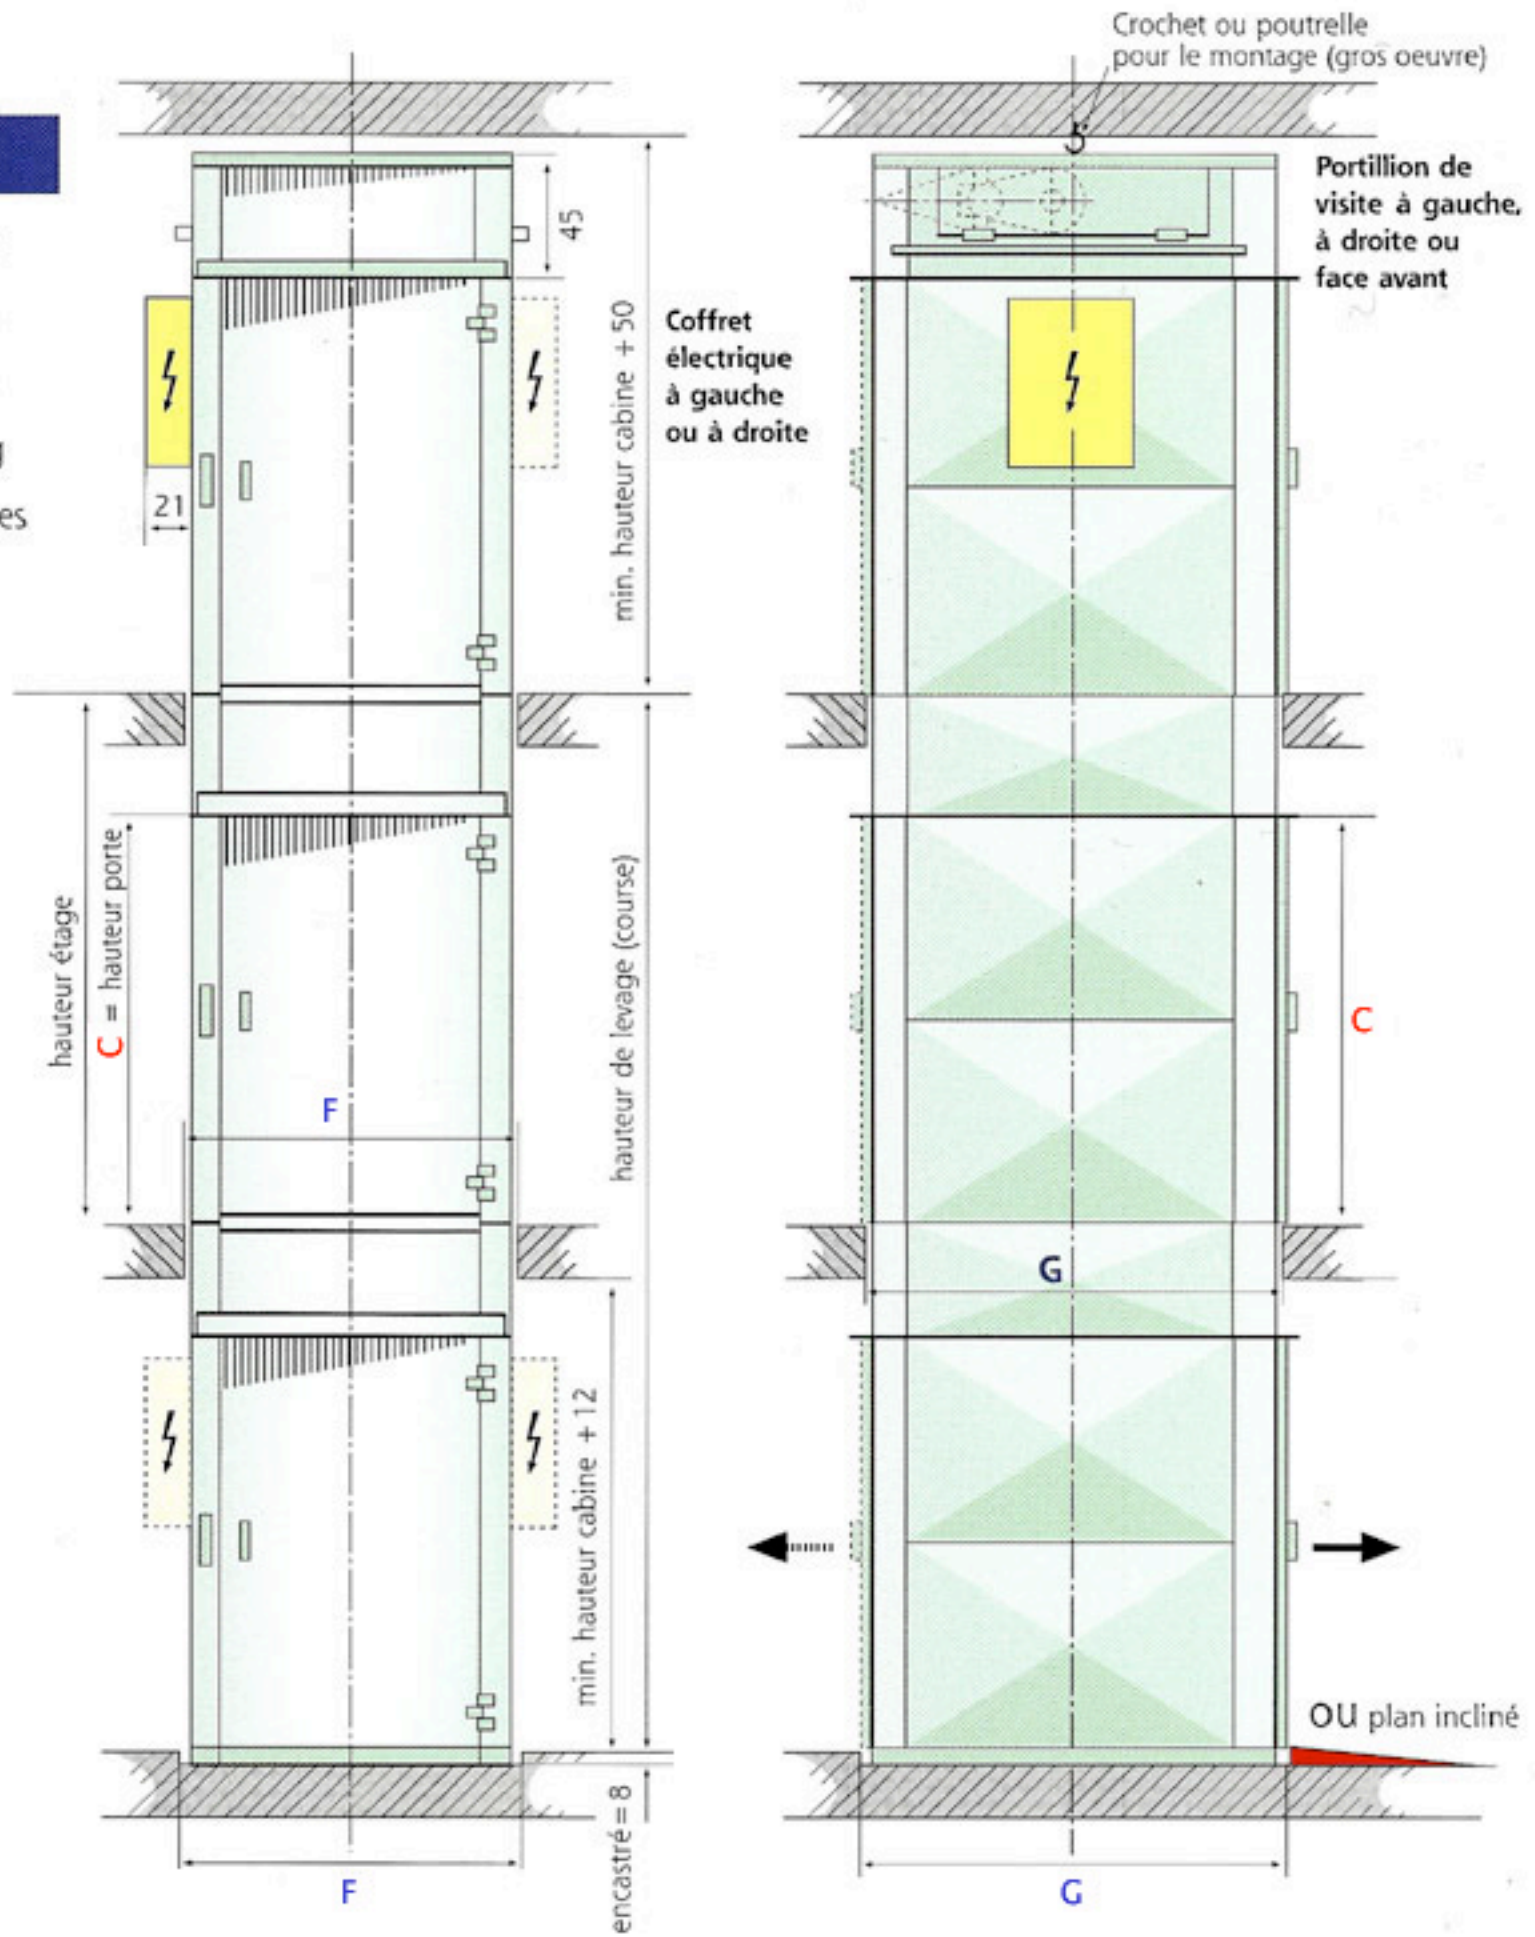 Crochet ou poutrelle
pour le montage (gros oeuvre)
Portillion de
visite à gauche,
à droite ou
face avant
45
min. hauteur cabine + 50
Coffret
électrique
à gauche
ou à droite
21
es
hauteur étage
C = hauteur porte
F
hauteur de levage (course)
C
G
min. hauteur cabine + 12
OU plan incliné
encastré = 8
F
G